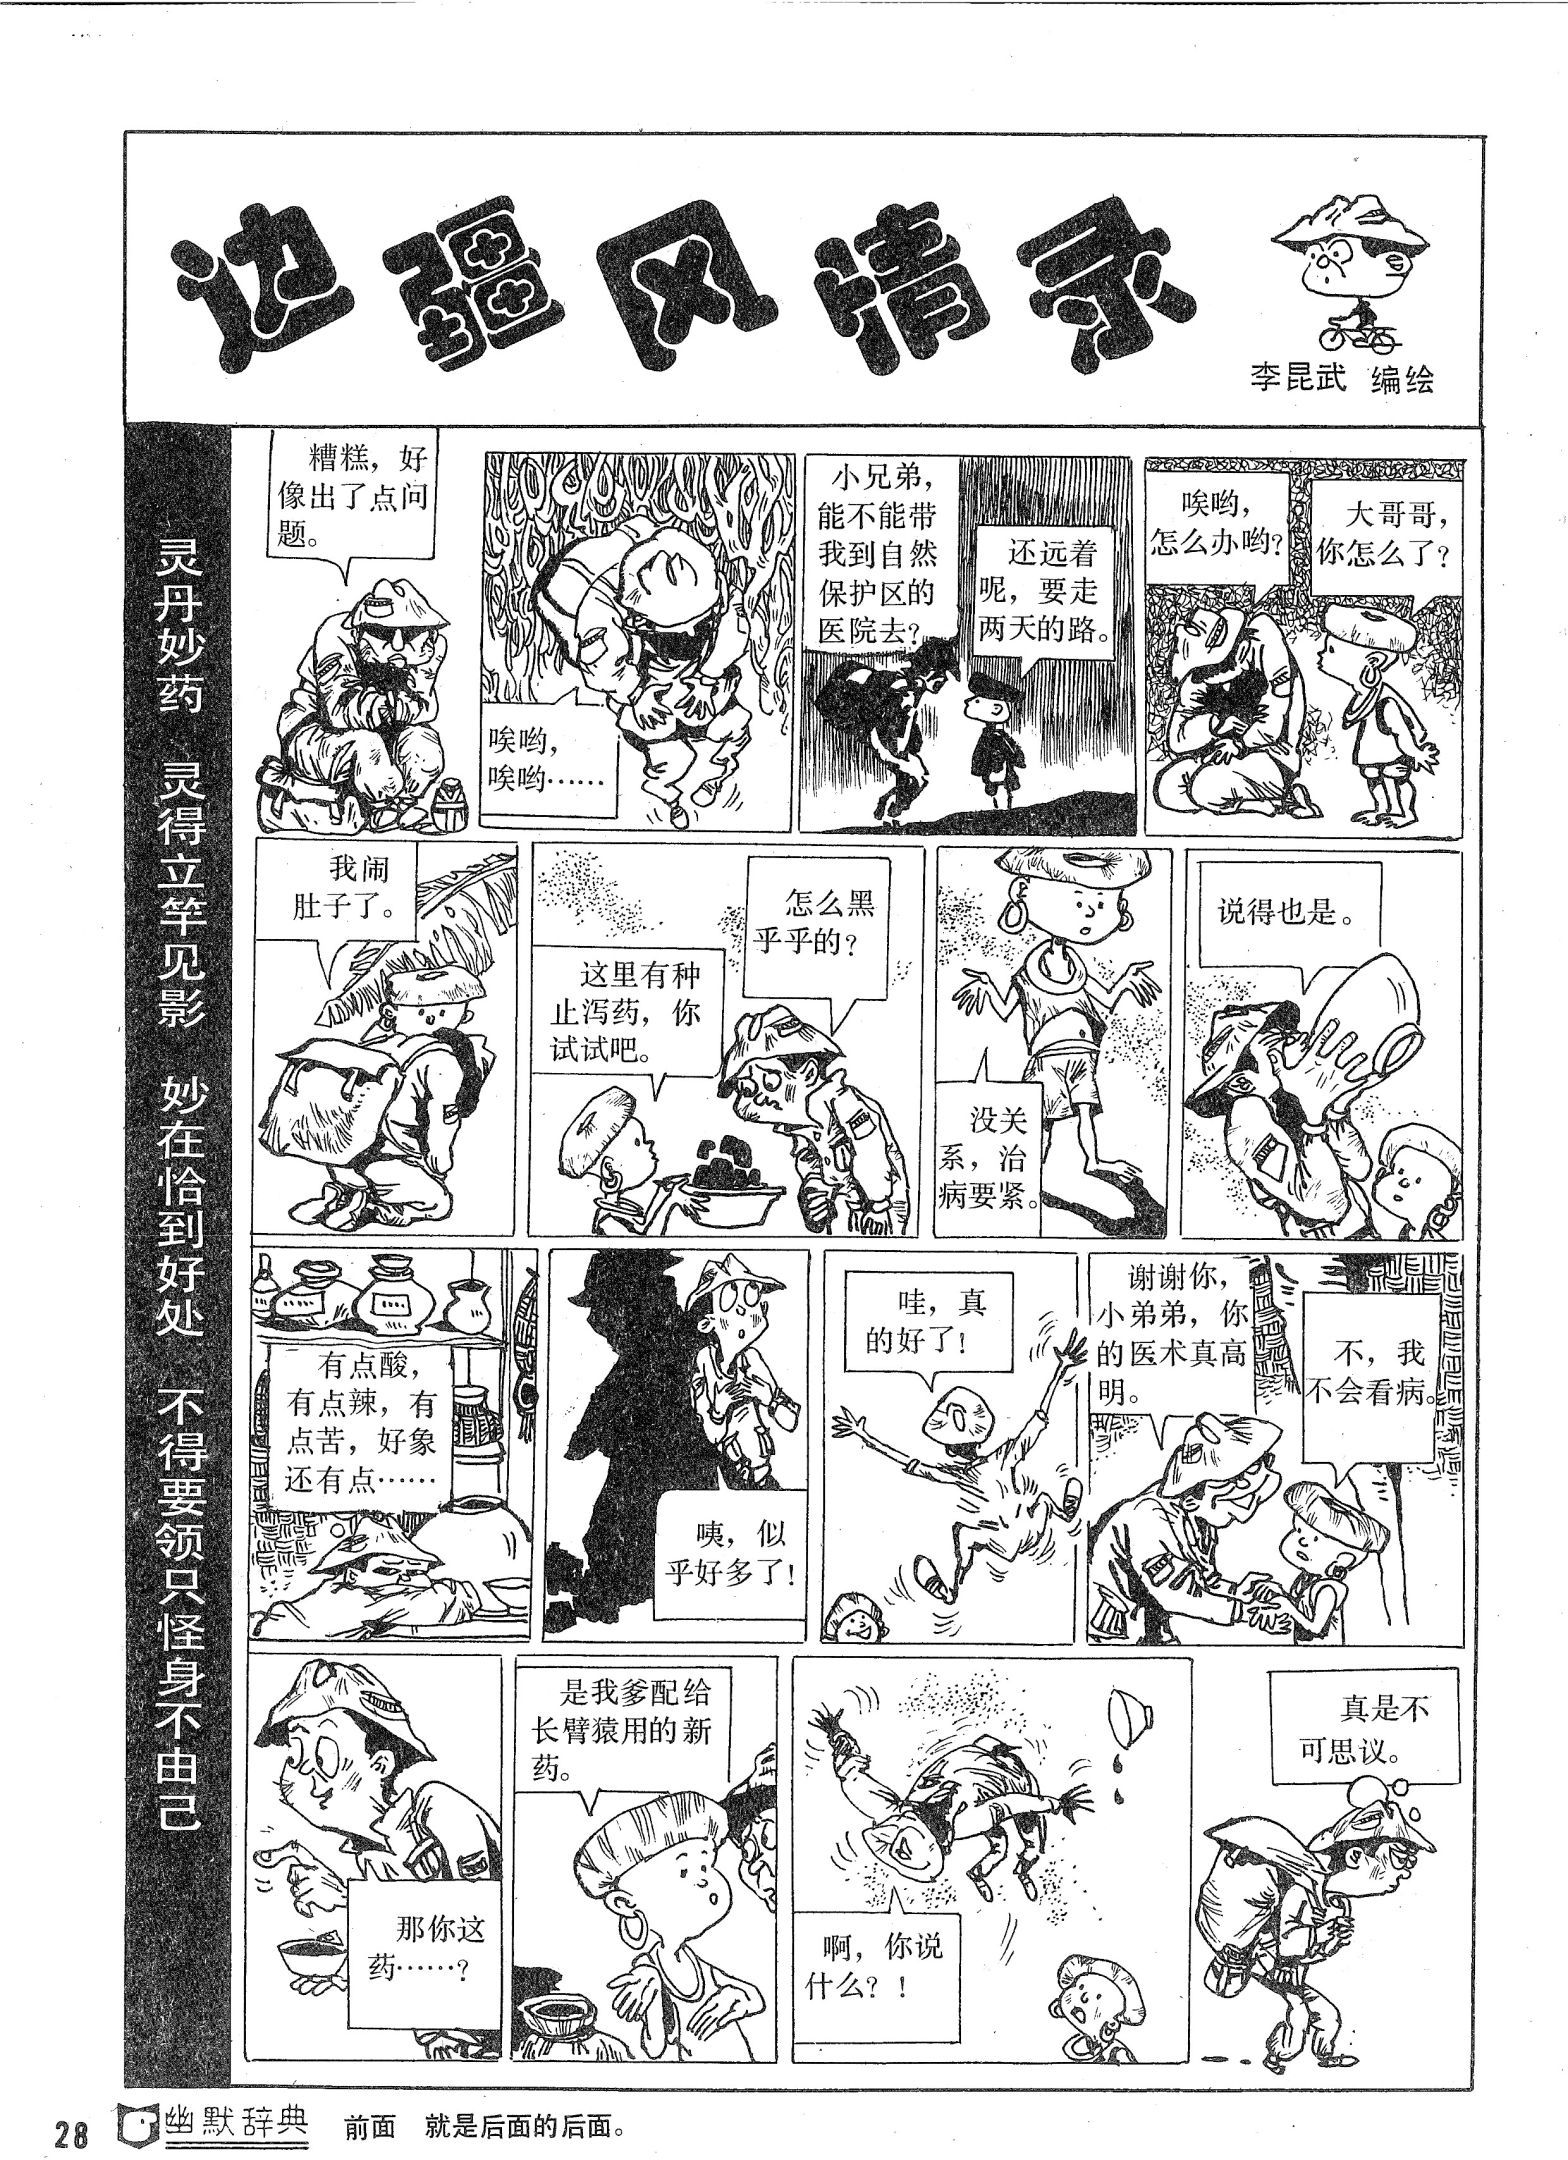 边疆风情录
李昆武 编绘
灵丹妙药 灵得立竿见影 妙在恰到好处 不得要领只怪身不由己
糟糕，好
像出了点问
题。
唉哟，
唉哟……
小兄弟，
能不能带
我到自然
保护区的
医院去？
还远着
呢，要走
两天的路。
唉哟，
怎么办哟？
大哥哥，
你怎么了？
我闹
肚子了。
这里有种
止泻药，你
试试吧。
怎么黑
乎乎的？
没关
系，治
病要紧。
说得也是。
有点酸，
有点辣，有
点苦，好象
还有点……
咦，似
乎好多了！
哇，真
的好了！
谢谢你，
小弟弟，你
的医术真高
明。
不，我
不会看病。
那你这
药……？
是我爹配给
长臂猿用的新
药。
啊，你说
什么？！
真是不
可思议。
28 幽默辞典 前面 就是后面的后面。